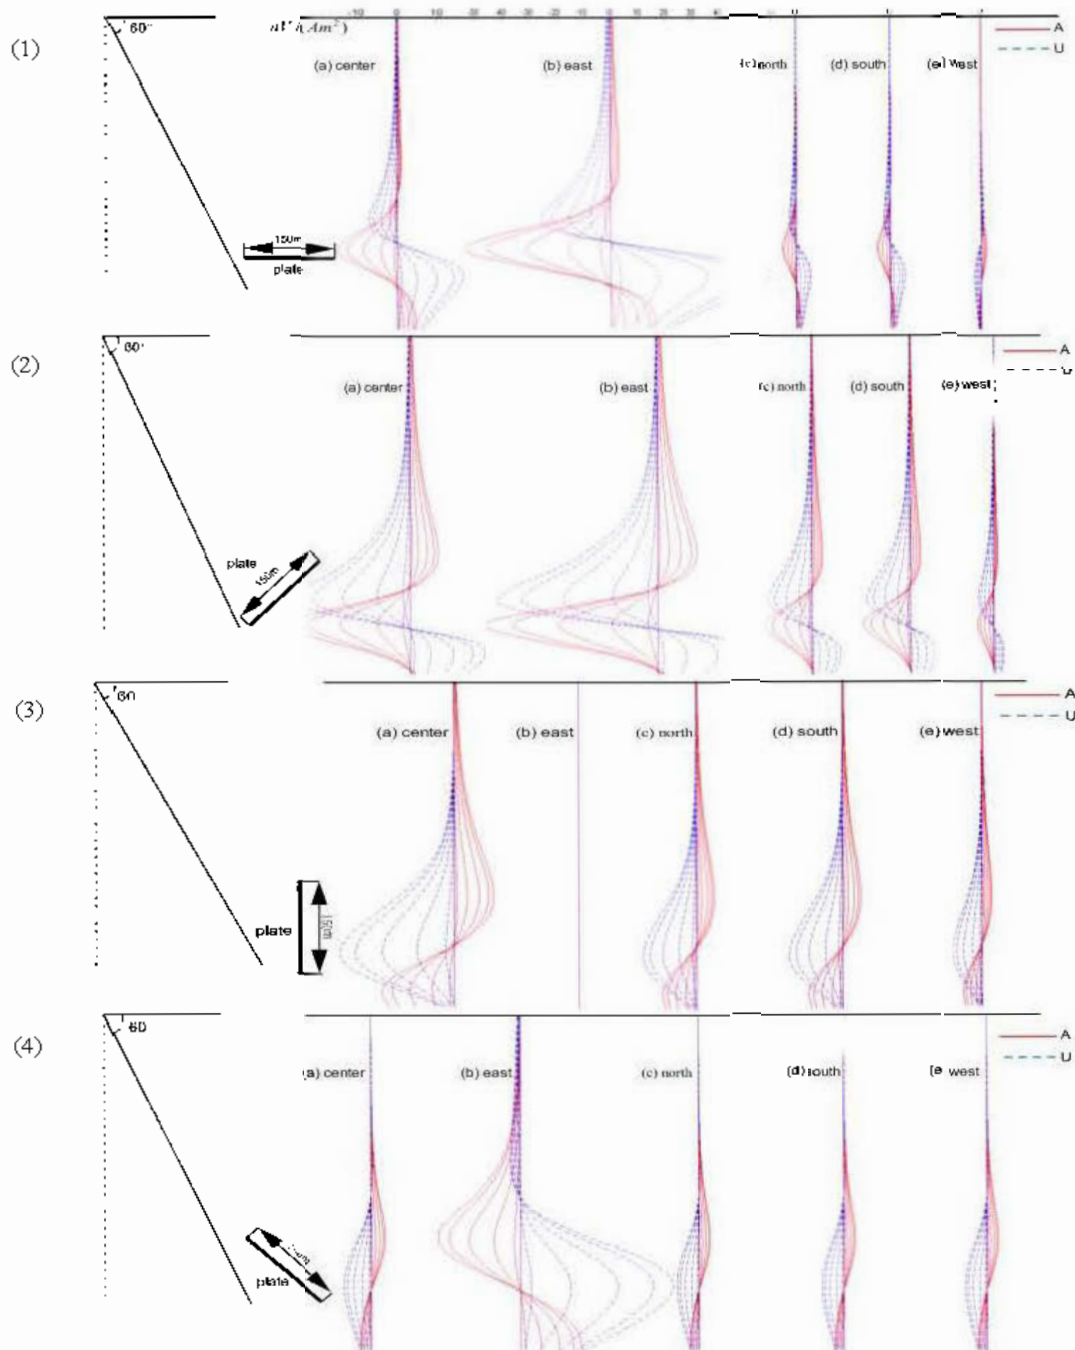 (1)
60°
150m
plate
(Am²)
(a) center
(b) east
(c) north
(d) south
(e) west
A
U
(2)
60°
plate
150m
(a) center
(b) east
(c) north
(d) south
(e) west
A
U
(3)
60
plate
150m
(a) center
(b) east
(c) north
(d) south
(e) west
A
U
(4)
60
plate
(a) center
(b) east
(c) north
(d) south
(e west
A
U